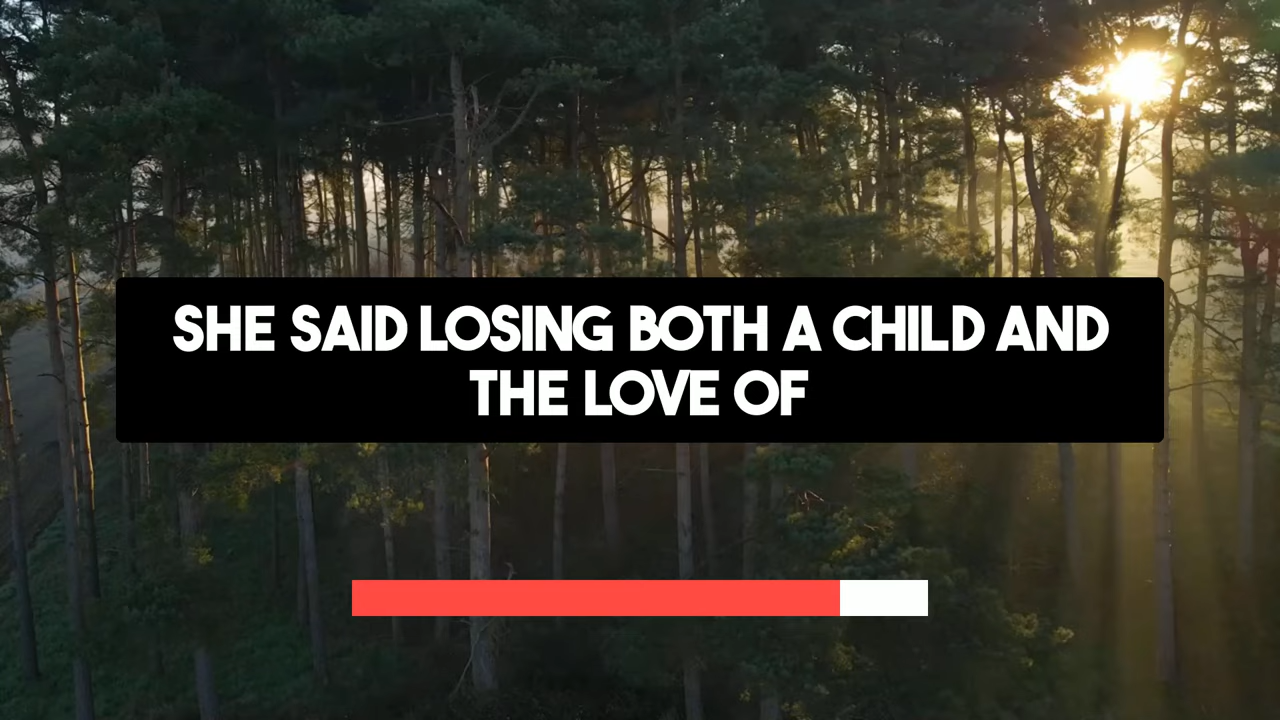 SHE SAID LOSING BOTH A CHILD AND
THE LOVE OF